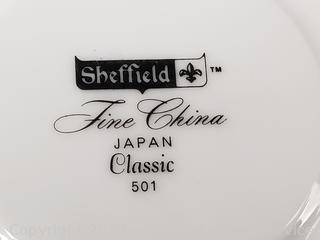 Sheffield ™
Fine China
JAPAN
Classic
501